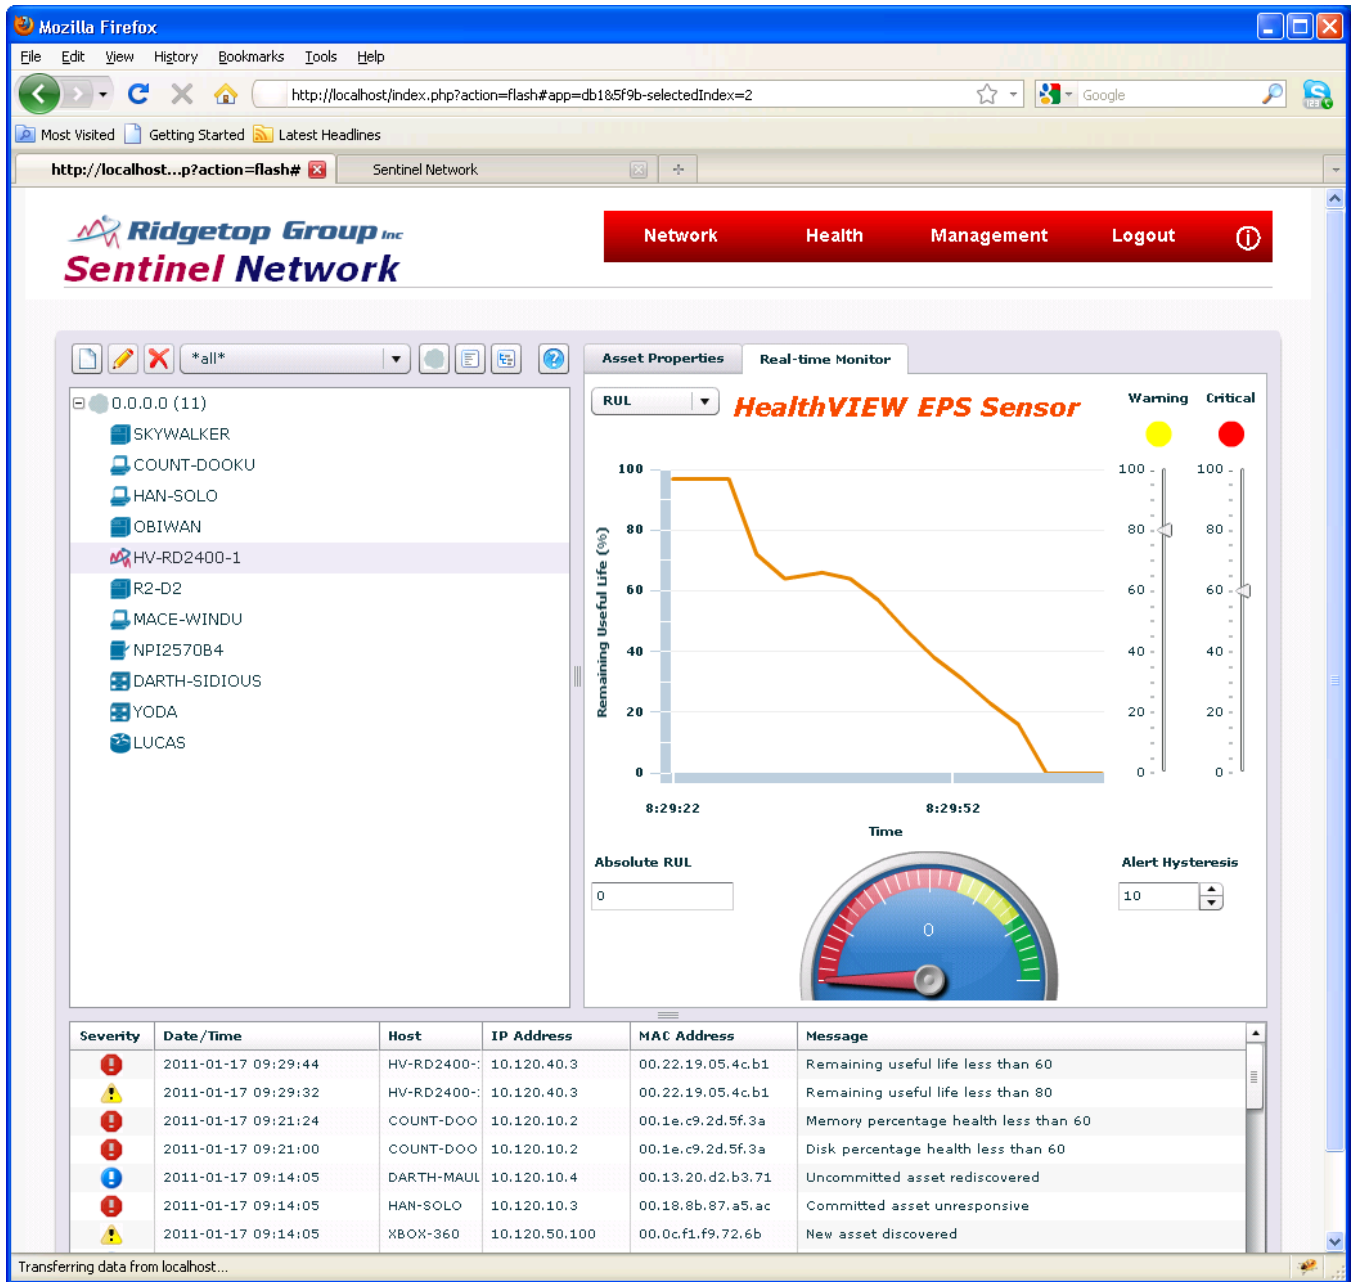 Mozilla Firefox
File Edit View History Bookmarks Tools Help
http://localhost/index.php?action=flash#app=db1&5f9b-selectedIndex=2
Google
123
Most Visited Getting Started Latest Headlines
http://localhost...p?action=flash# Sentinel Network
Ridgetop Group Inc
Sentinel Network
Network Health Management Logout
*all*
Asset Properties Real-time Monitor
0.0.0.0 (11)
SKYWALKER
COUNT-DOOKU
HAN-SOLO
OBIWAN
HV-RD2400-1
R2-D2
MACE-WINDU
NPI2570B4
DARTH-SIDIOUS
YODA
LUCAS
RUL
HealthVIEW EPS Sensor
Warning Critical
Remaining Useful Life (%)
100
80
60
40
20
0
8:29:22 8:29:52
Time
100 - 100 -
80 - 80 -
60 - 60 -
40 - 40 -
20 - 20 -
0 - 0 -
Absolute RUL
0
0
Alert Hysteresis
10
Severity Date/Time Host IP Address MAC Address Message
2011-01-17 09:29:44 HV-RD2400-: 10.120.40.3 00.22.19.05.4c.b1 Remaining useful life less than 60
2011-01-17 09:29:32 HV-RD2400-: 10.120.40.3 00.22.19.05.4c.b1 Remaining useful life less than 80
2011-01-17 09:21:24 COUNT-DOO 10.120.10.2 00.1e.c9.2d.5f.3a Memory percentage health less than 60
2011-01-17 09:21:00 COUNT-DOO 10.120.10.2 00.1e.c9.2d.5f.3a Disk percentage health less than 60
2011-01-17 09:14:05 DARTH-MAUL 10.120.10.4 00.13.20.d2.b3.71 Uncommitted asset rediscovered
2011-01-17 09:14:05 HAN-SOLO 10.120.10.3 00.18.8b.87.a5.ac Committed asset unresponsive
2011-01-17 09:14:05 XBOX-360 10.120.50.100 00.0c.f1.f9.72.6b New asset discovered
Transferring data from localhost...